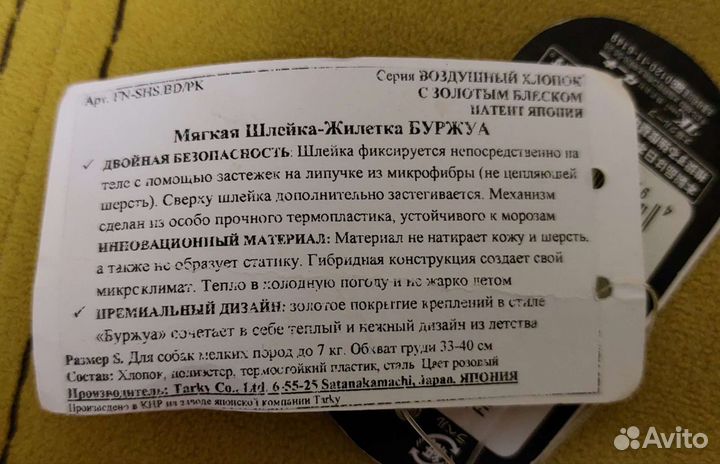 Арт. FN-SHS.BD/PK
Серия ВОЗДУШНЫЙ ХЛОПОК
С ЗОЛОТЫМ БЛЕСКОМ
ПАТЕНТ ЯПОНИИ
Мягкая Шлейка-Жилетка БУРЖУА
✓ ДВОЙНАЯ БЕЗОПАСНОСТЬ: Шлейка фиксируется непосредственно на
теле с помощью застежек на липучке из микрофибры (не цепляющей
шерсть). Сверху шлейка дополнительно застегивается. Механизм
сделан из особо прочного термопластика, устойчивого к морозам
ИННОВАЦИОННЫЙ МАТЕРИАЛ: Материал не натирает кожу и шерсть,
а также не образует статику. Гибридная конструкция создает свой
микроклимат. Тепло в холодную погоду и не жарко летом
✓ ПРЕМИАЛЬНЫЙ ДИЗАЙН: золотое покрытие креплений в стиле
«Буржуа» сочетает в себе теплый и нежный дизайн из детства
Размер S. Для собак мелких пород до 7 кг. Обхват груди 33-40 см
Состав: Хлопок, полиэстер, термостойкий пластик, сталь Цвет розовый
Производитель: Tarky Co., Ltd. 6-55-25 Satanakamachi, Japan. ЯПОНИЯ
Произведено в КНР на заводе японской компании Tarky
Avito